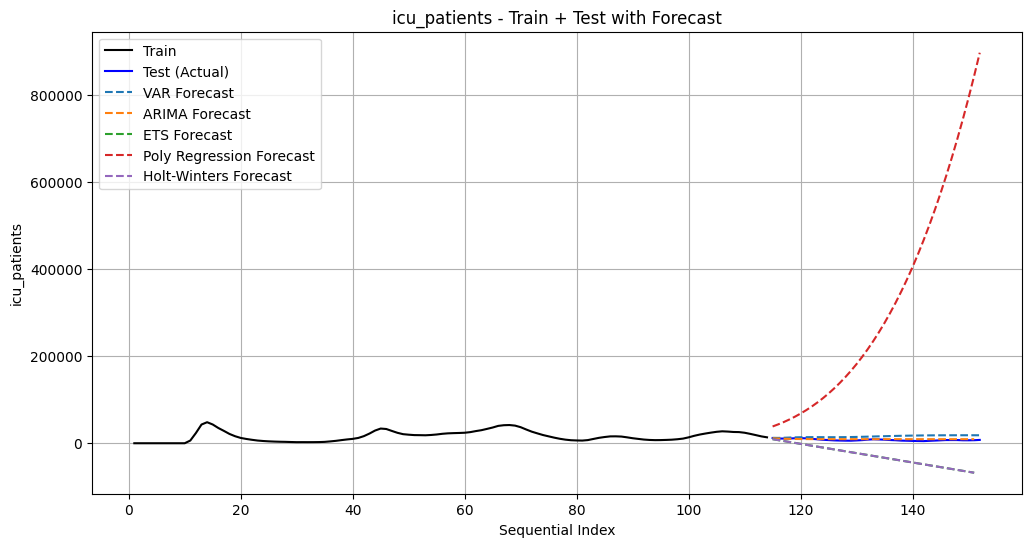 icu_patients - Train + Test with Forecast
Train
Test (Actual)
VAR Forecast
ARIMA Forecast
ETS Forecast
Poly Regression Forecast
Holt-Winters Forecast
icu_patients
800000
600000
400000
200000
0
0 20 40 60 80 100 120 140
Sequential Index